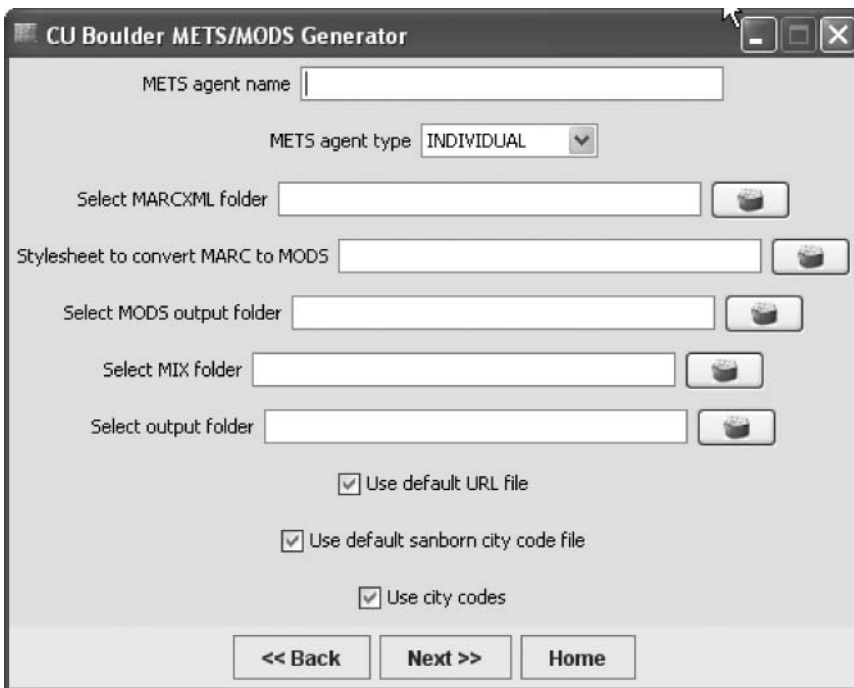 CU Boulder METS/MODS Generator
METS agent name
METS agent type INDIVIDUAL
Select MARCXML folder
Stylesheet to convert MARC to MODS
Select MODS output folder
Select MIX folder
Select output folder
Use default URL file
Use default sanborn city code file
Use city codes
<< Back Next >> Home